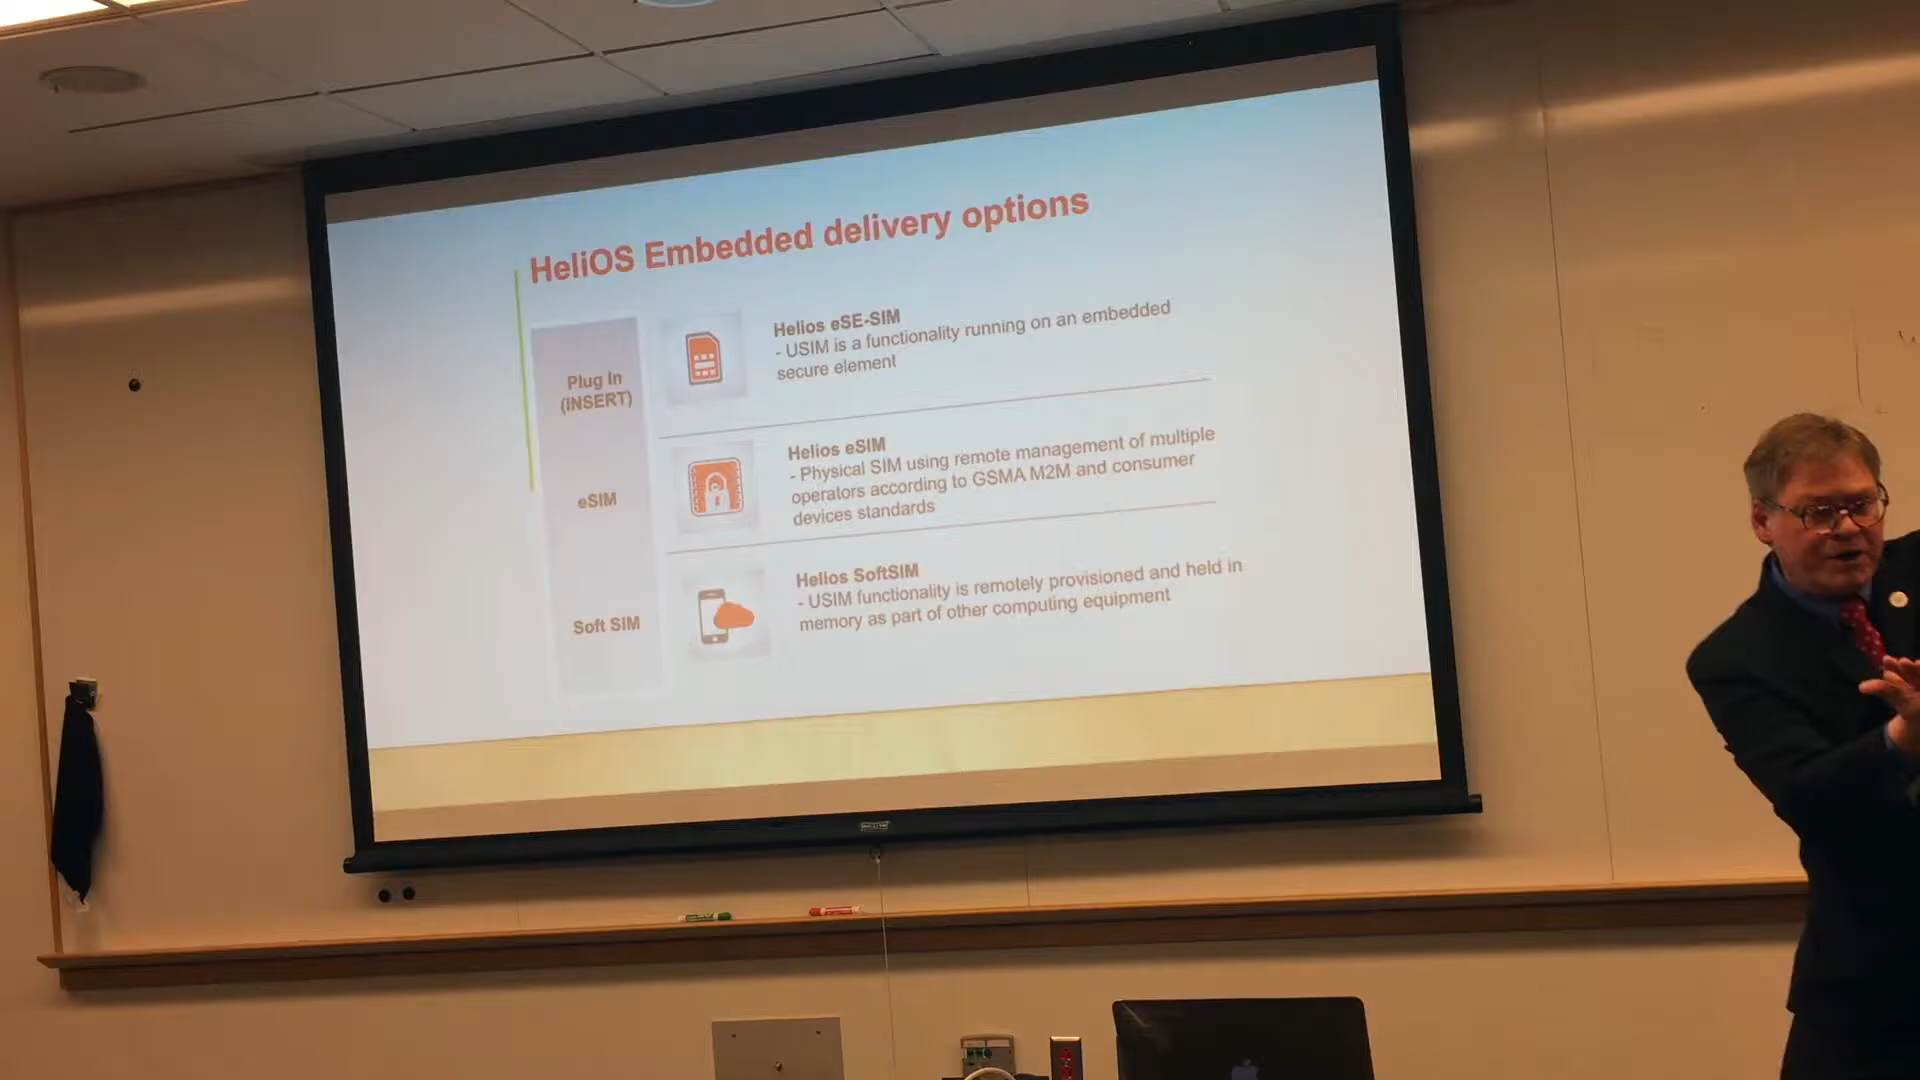 HeliOS Embedded delivery options
Plug In
(INSERT)
Helios eSE-SIM
- USIM is a functionality running on an embedded
secure element
eSIM
Helios eSIM
- Physical SIM using remote management of multiple
operators according to GSMA M2M and consumer
devices standards
Soft SIM
Helios SoftSIM
- USIM functionality is remotely provisioned and held in
memory as part of other computing equipment